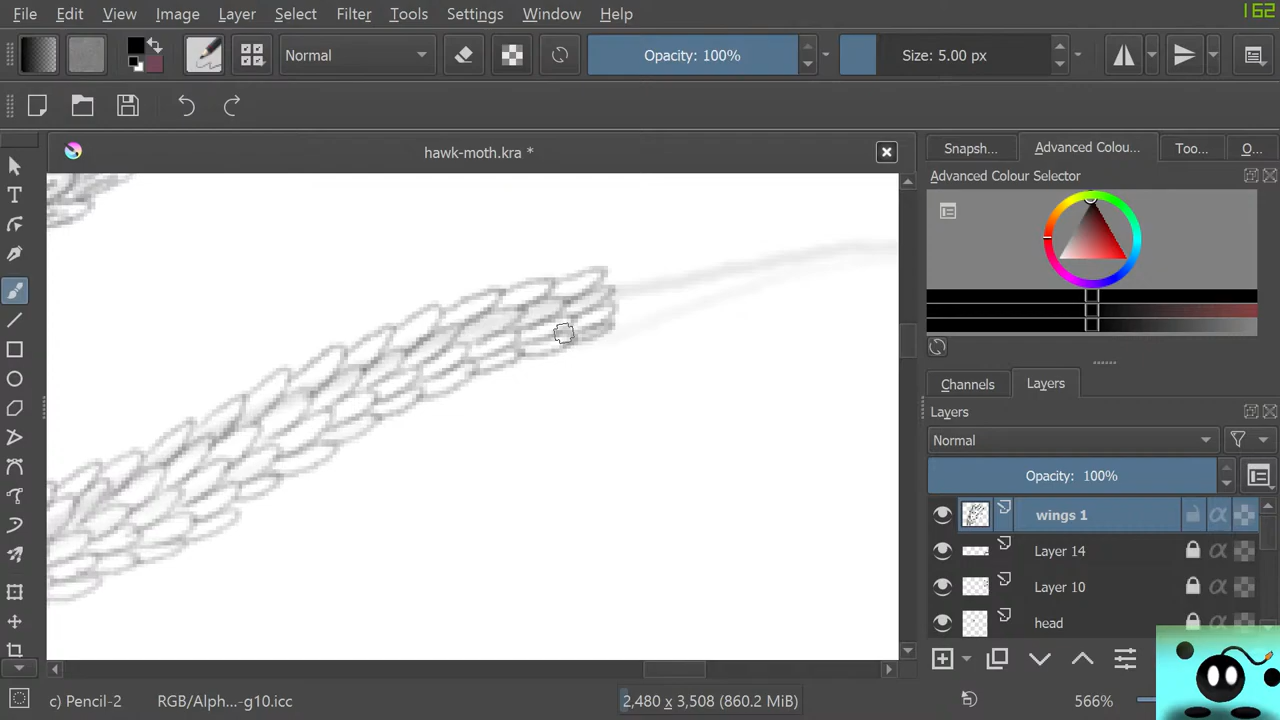 File Edit View Image Layer Select Filter Tools Settings Window Help 162
Normal Opacity: 100% Size: 5.00 px
hawk-moth.kra *
Snapsh... Advanced Colou... Too... O...
Advanced Colour Selector
Channels Layers
Layers
Normal
Opacity: 100%
wings 1
Layer 14
Layer 10
head
c) Pencil-2 RGB/Alph...-g10.icc 2,480 x 3,508 (860.2 MiB) 566%